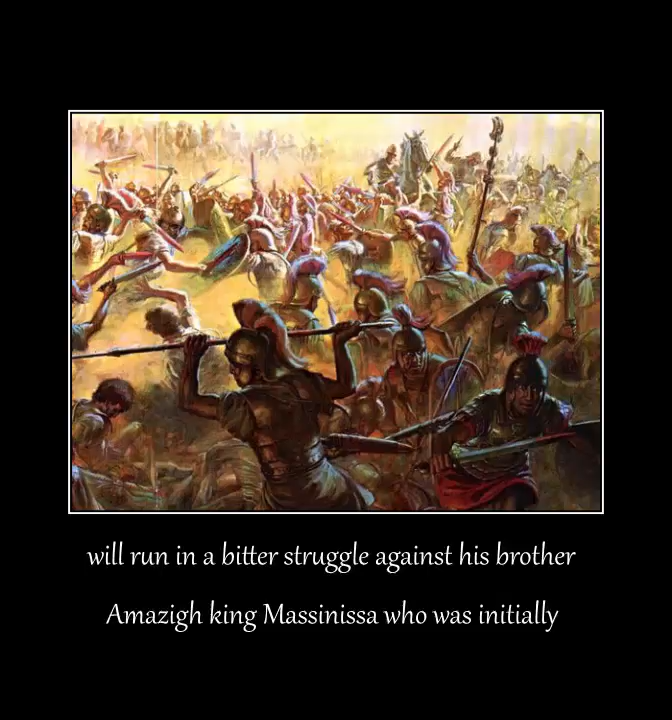 will run in a bitter struggle against his brother
Amazigh king Massinissa who was initially